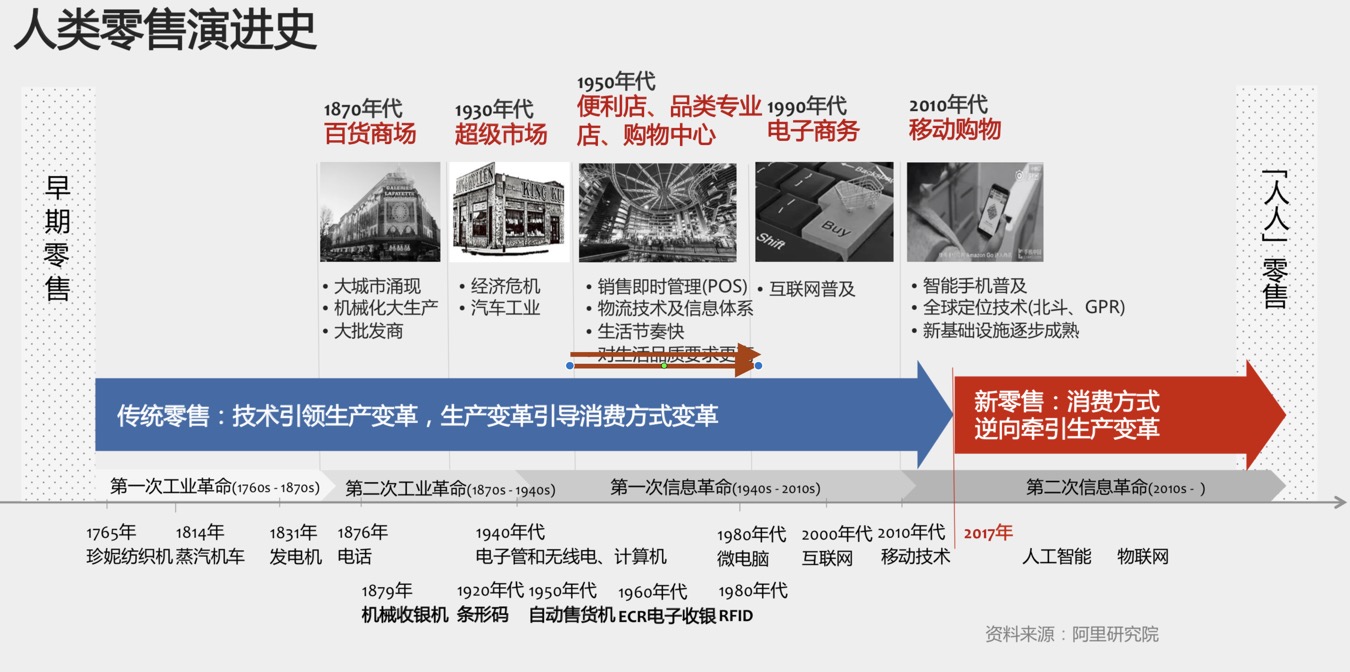 人类零售演进史
早期零售
1870年代
百货商场
1930年代
超级市场
1950年代
便利店、品类专业
店、购物中心
1990年代
电子商务
2010年代
移动购物
GALERIES
LAFAYETTE
KING KU
Backspace
Shift
Buy
• 大城市涌现
• 机械化大生产
• 大批发商
• 经济危机
• 汽车工业
• 销售即时管理(POS)
• 物流技术及信息体系
• 生活节奏快
对生活品质要求更
• 互联网普及
• 智能手机普及
• 全球定位技术(北斗、GPR)
• 新基础设施逐步成熟
「人人」零售
传统零售：技术引领生产变革，生产变革引导消费方式变革
新零售：消费方式
逆向牵引生产变革
第一次工业革命(1760s - 1870s)
第二次工业革命(1870s - 1940s)
第一次信息革命(1940s - 2010s)
第二次信息革命(2010s - )
1765年
珍妮纺织机
1814年
蒸汽机车
1831年
发电机
1876年
电话
1940年代
电子管和无线电、计算机
1980年代
微电脑
2000年代
互联网
2010年代
移动技术
2017年
人工智能
物联网
1879年
机械收银机
1920年代
条形码
1950年代
自动售货机
1960年代
ECR电子收银
1980年代
RFID
资料来源：阿里研究院